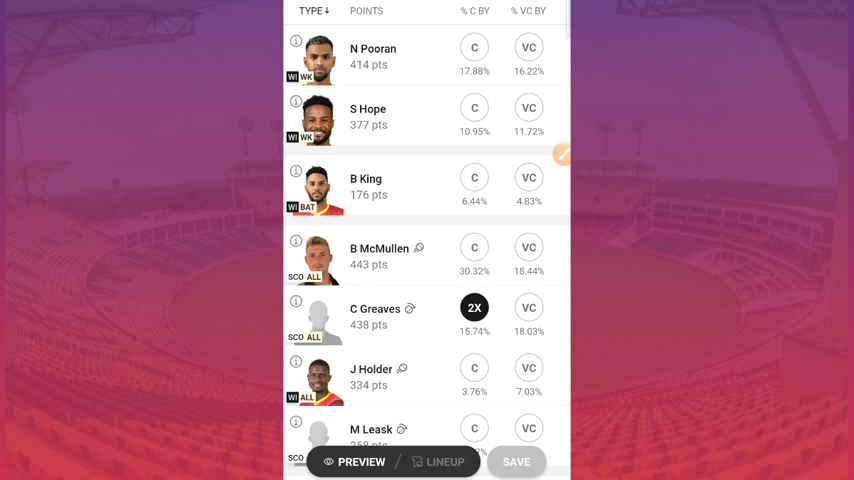 TYPE↓ POINTS % C BY % VC BY
N Pooran
414 pts
C VC
17.88% 16.22%
WI WK
S Hope
377 pts
C VC
10.95% 11.72%
WI WK
B King
176 pts
C VC
6.44% 4.83%
WI BAT
B McMullen
443 pts
C VC
30.32% 18.44%
SCO ALL
C Greaves
438 pts
2X VC
15.74% 18.03%
SCO ALL
J Holder
334 pts
C VC
3.76% 7.03%
WI ALL
M Leask
C VC
SCO
PREVIEW / LINEUP SAVE